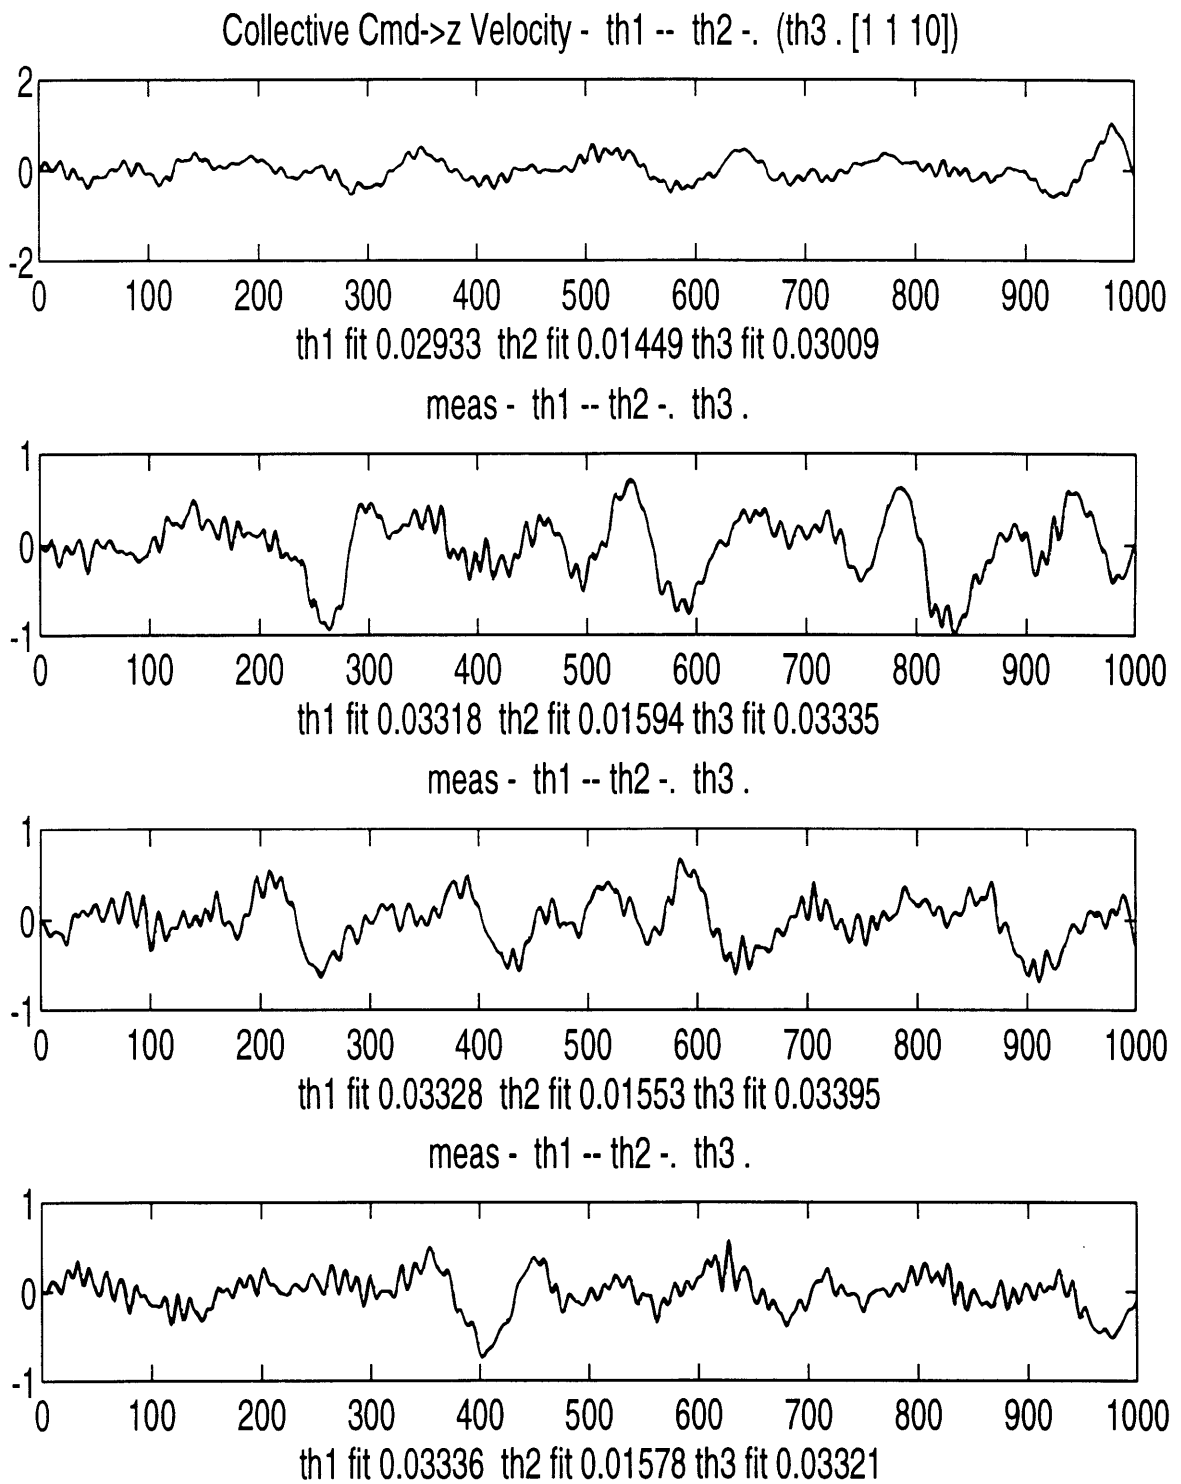 Collective Cmd->z Velocity - th1 -- th2 -. (th3 . [1 1 10])
2
0
-2
0 100 200 300 400 500 600 700 800 900 1000
th1 fit 0.02933 th2 fit 0.01449 th3 fit 0.03009
meas - th1 -- th2 -. th3 .
1
0
-1
0 100 200 300 400 500 600 700 800 900 1000
th1 fit 0.03318 th2 fit 0.01594 th3 fit 0.03335
meas - th1 -- th2 -. th3 .
1
0
-1
0 100 200 300 400 500 600 700 800 900 1000
th1 fit 0.03328 th2 fit 0.01553 th3 fit 0.03395
meas - th1 -- th2 -. th3 .
1
0
-1
0 100 200 300 400 500 600 700 800 900 1000
th1 fit 0.03336 th2 fit 0.01578 th3 fit 0.03321